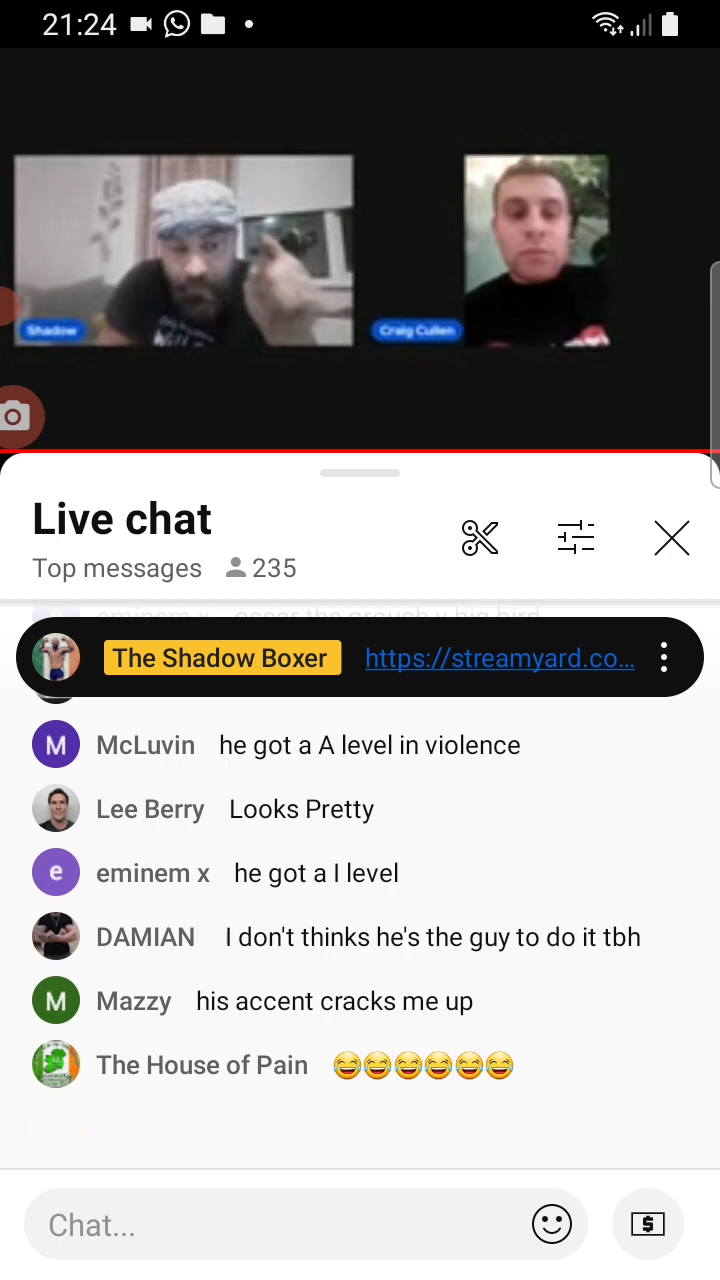 21:24
Shadow
Craig Cullen
Live chat
Top messages 235
The Shadow Boxer https://streamyard.co...
M McLuvin he got a A level in violence
Lee Berry Looks Pretty
e eminem x he got a I level
DAMIAN I don't thinks he's the guy to do it tbh
M Mazzy his accent cracks me up
The House of Pain 😂😂😂😂😂😂
Chat...